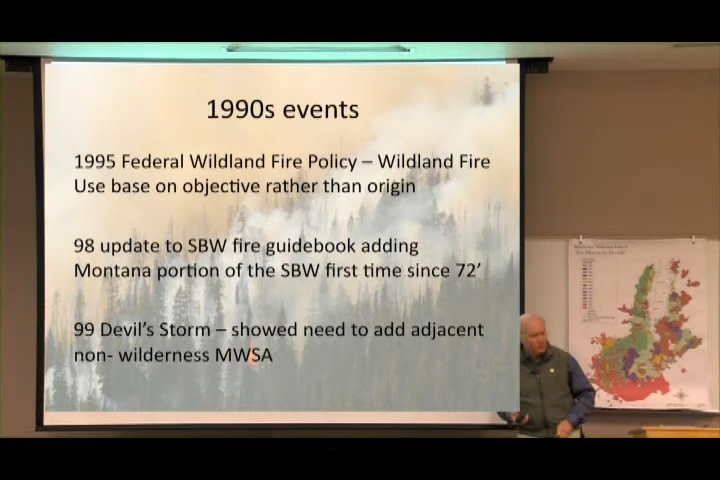 1990s events
1995 Federal Wildland Fire Policy – Wildland Fire
Use base on objective rather than origin
98 update to SBW fire guidebook adding
Montana portion of the SBW first time since 72’
99 Devil’s Storm – showed need to add adjacent
non- wilderness MWSA